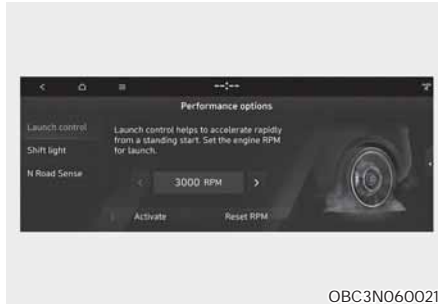 --:--
Performance options
Launch control
Shift light
N Road Sense
Launch control helps to accelerate rapidly
from a standing start. Set the engine RPM
for launch.
3000 RPM
Activate
Reset RPM
OBC3N060021